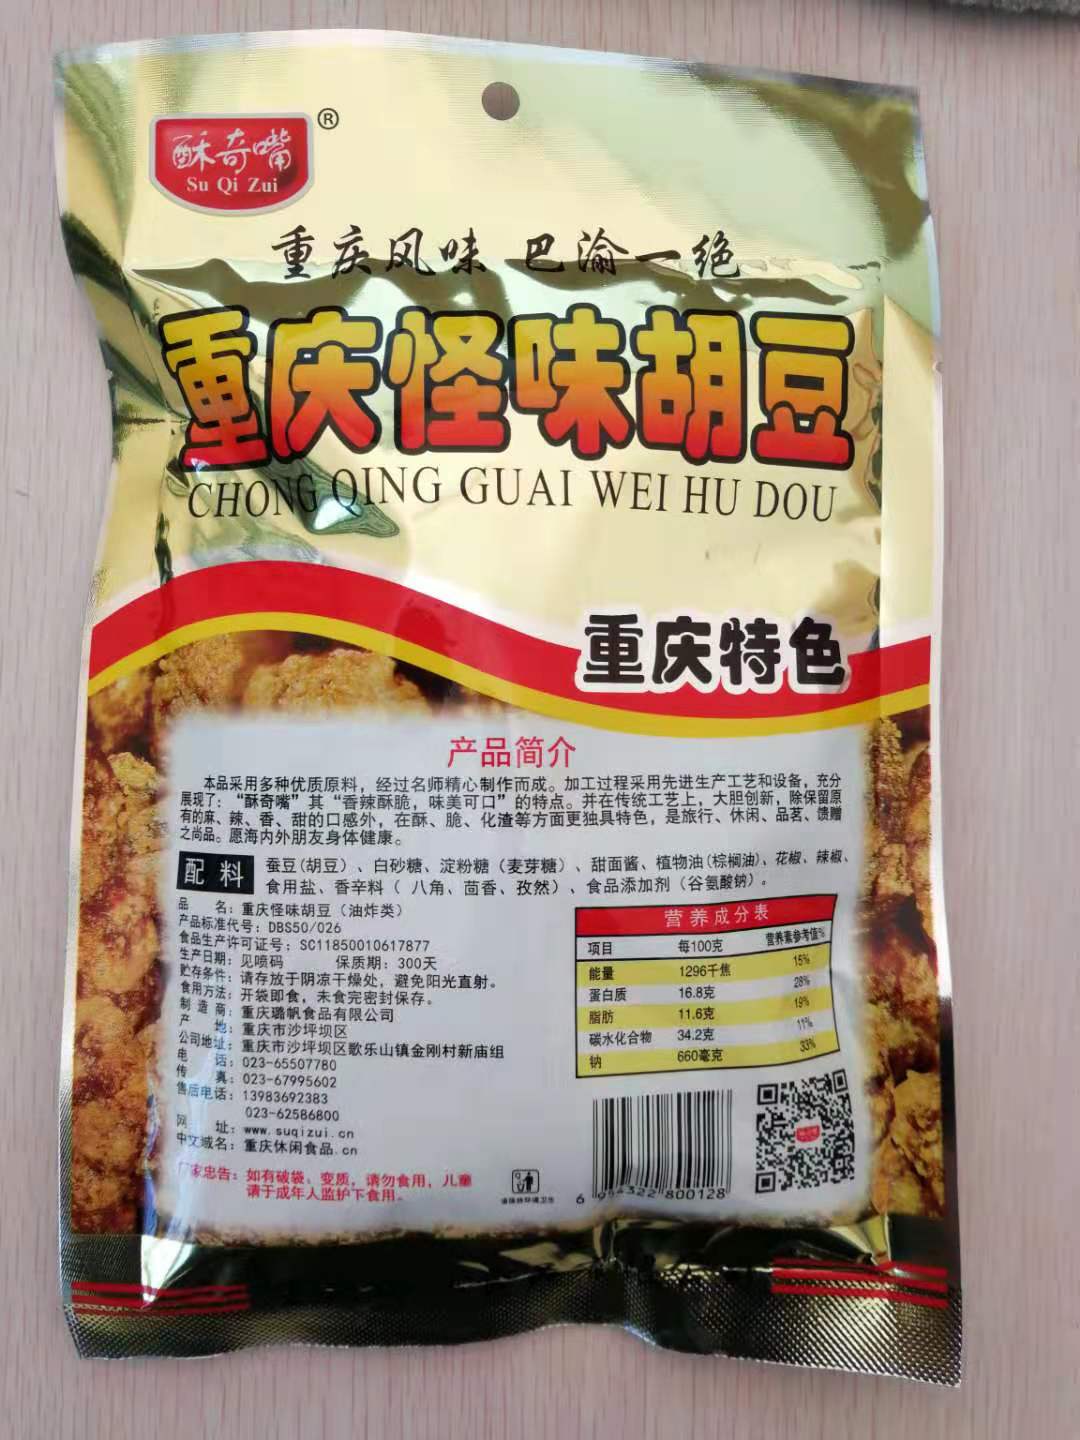 酥奇嘴
®
Su Qi Zui
重庆风味 巴渝一绝
重庆怪味胡豆
CHONG QING GUAI WEI HU DOU
重庆特色
产品简介
本品采用多种优质原料，经过名师精心制作而成。加工过程采用先进生产工艺和设备，充分
展现了：“酥奇嘴”其“香辣酥脆，味美可口”的特点。并在传统工艺上，大胆创新，除保留原
有的麻、辣、香、甜的口感外，在酥、脆、化渣等方面更独具特色，是旅行、休闲、品茗、馈赠
之尚品。愿海内外朋友身体健康。
配料 蚕豆(胡豆)、白砂糖、淀粉糖（麦芽糖）、甜面酱、植物油(棕榈油)、花椒、辣椒、
食用盐、香辛料（ 八角、茴香、孜然）、食品添加剂（谷氨酸钠）。
品 名：重庆怪味胡豆（油炸类）
产品标准代号：DBS50/026
食品生产许可证号：SC11850010617877
生产日期：见喷码 保质期：300天
贮存条件：请存放于阴凉干燥处，避免阳光直射。
食用方法：开袋即食，未食完密封保存。
制 造 商：重庆璐帆食品有限公司
产 地：重庆市沙坪坝区
公司地址：重庆市沙坪坝区歌乐山镇金刚村新庙组
电 话：023-65507780
传 真：023-67995602
售后电话：13983692383
023-62586800
网 址：www.suqizui.cn
中文域名：重庆休闲食品.cn
厂家忠告：如有破袋、变质，请勿食用，儿童
请于成年人监护下食用。
营养成分表
项目 每100克 营养素参考值%
能量 1296千焦 15%
蛋白质 16.8克 28%
脂肪 11.6克 19%
碳水化合物 34.2克 11%
钠 660毫克 33%
请保持环境卫生